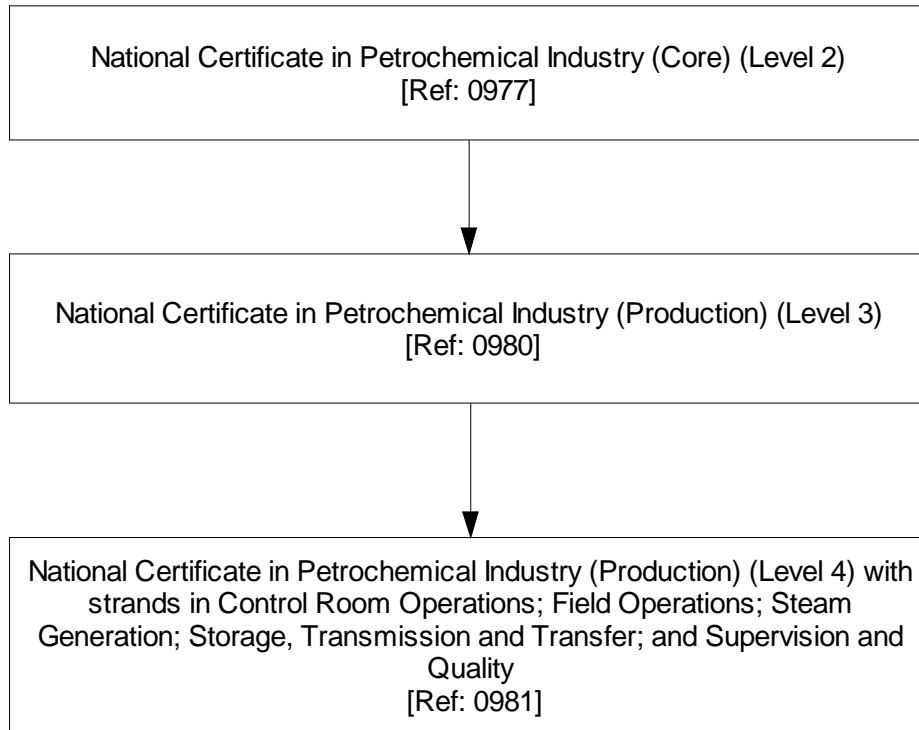 National Certificate in Petrochemical Industry (Core) (Level 2)
[Ref: 0977]
National Certificate in Petrochemical Industry (Production) (Level 3)
[Ref: 0980]
National Certificate in Petrochemical Industry (Production) (Level 4) with
strands in Control Room Operations; Field Operations; Steam
Generation; Storage, Transmission and Transfer; and Supervision and
Quality
[Ref: 0981]